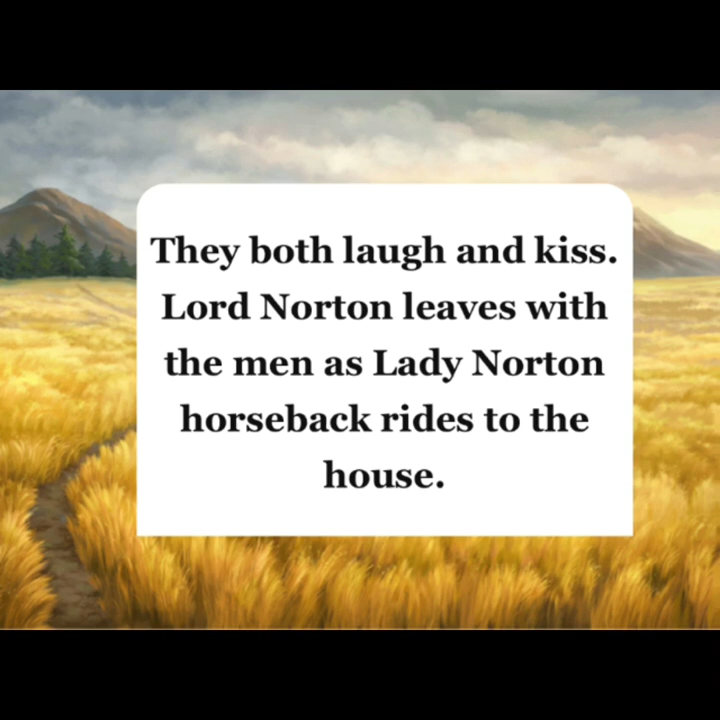 They both laugh and kiss.
Lord Norton leaves with
the men as Lady Norton
horseback rides to the
house.